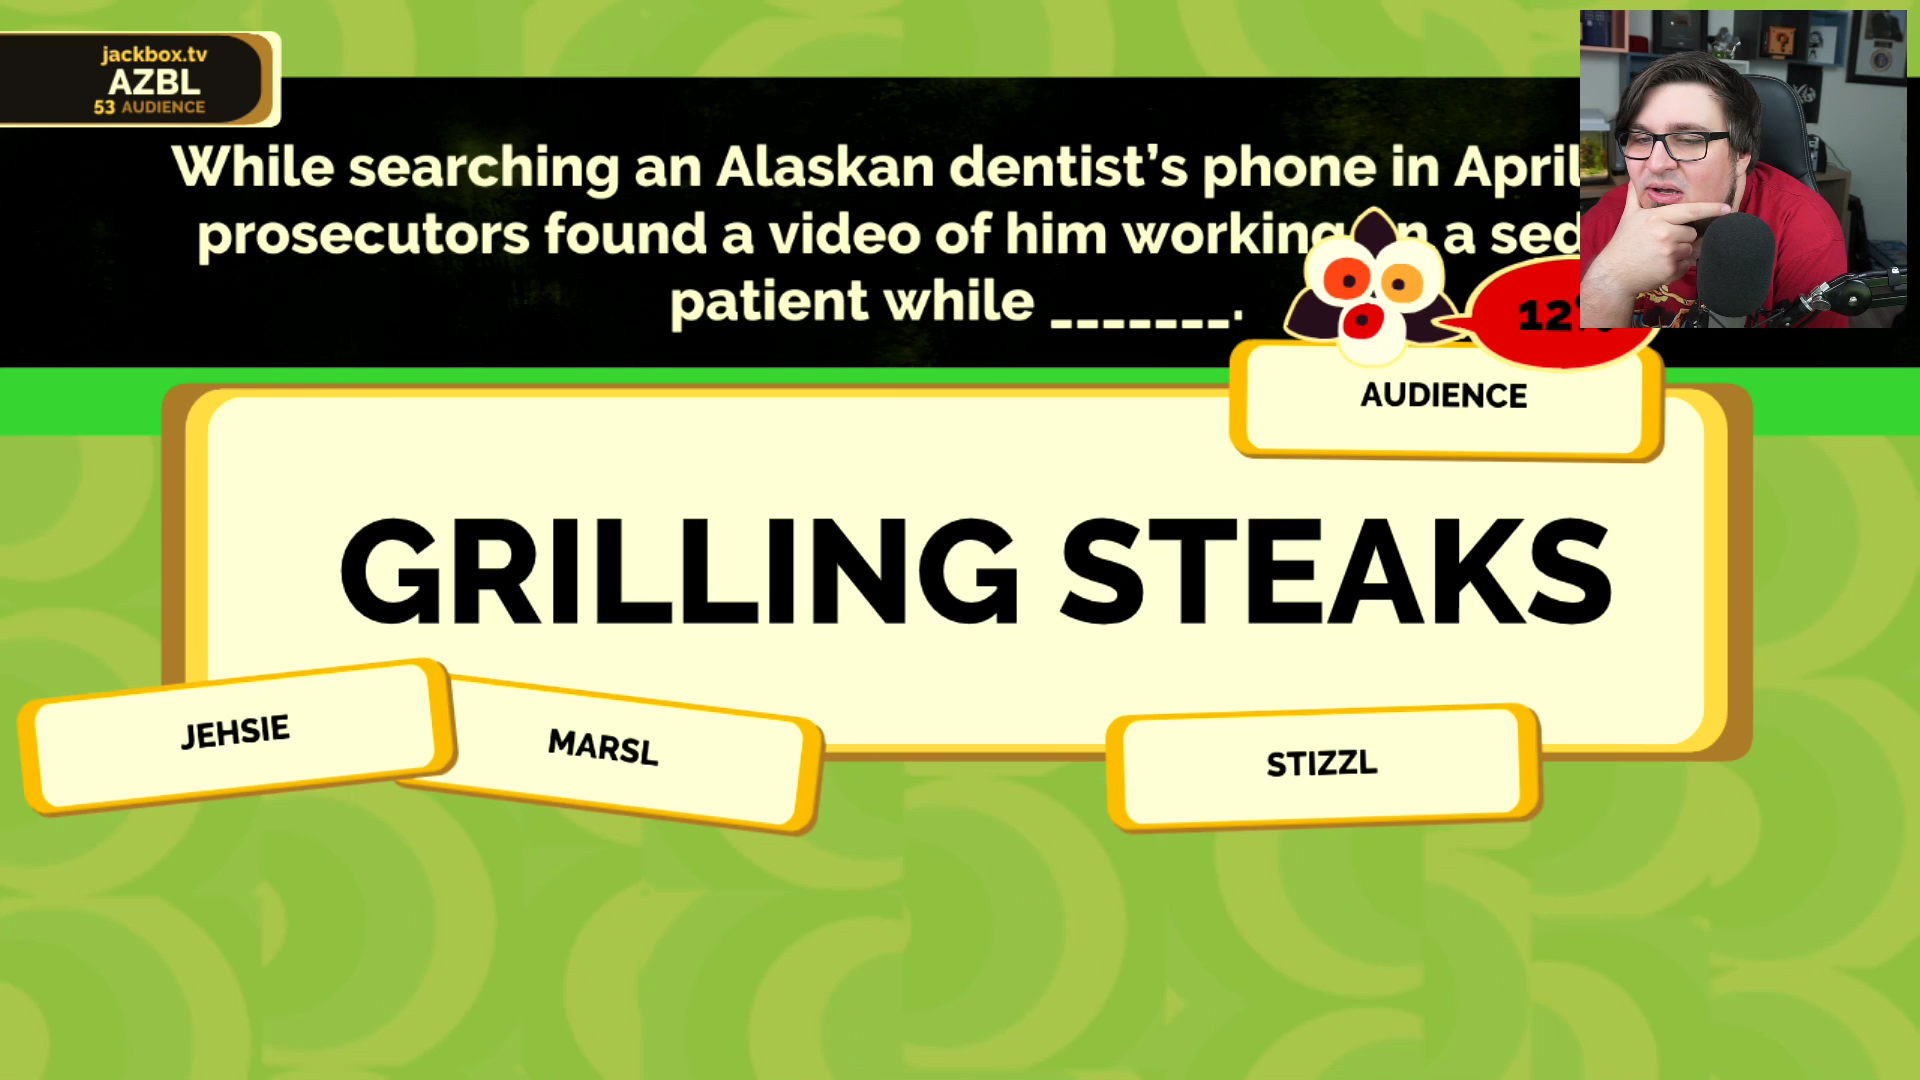 jackbox.tv
AZBL
53 AUDIENCE
While searching an Alaskan dentist's phone in April
prosecutors found a video of him working a
patient while _______.
AUDIENCE
GRILLING STEAKS
JEHSIE
MARSL
STIZZL